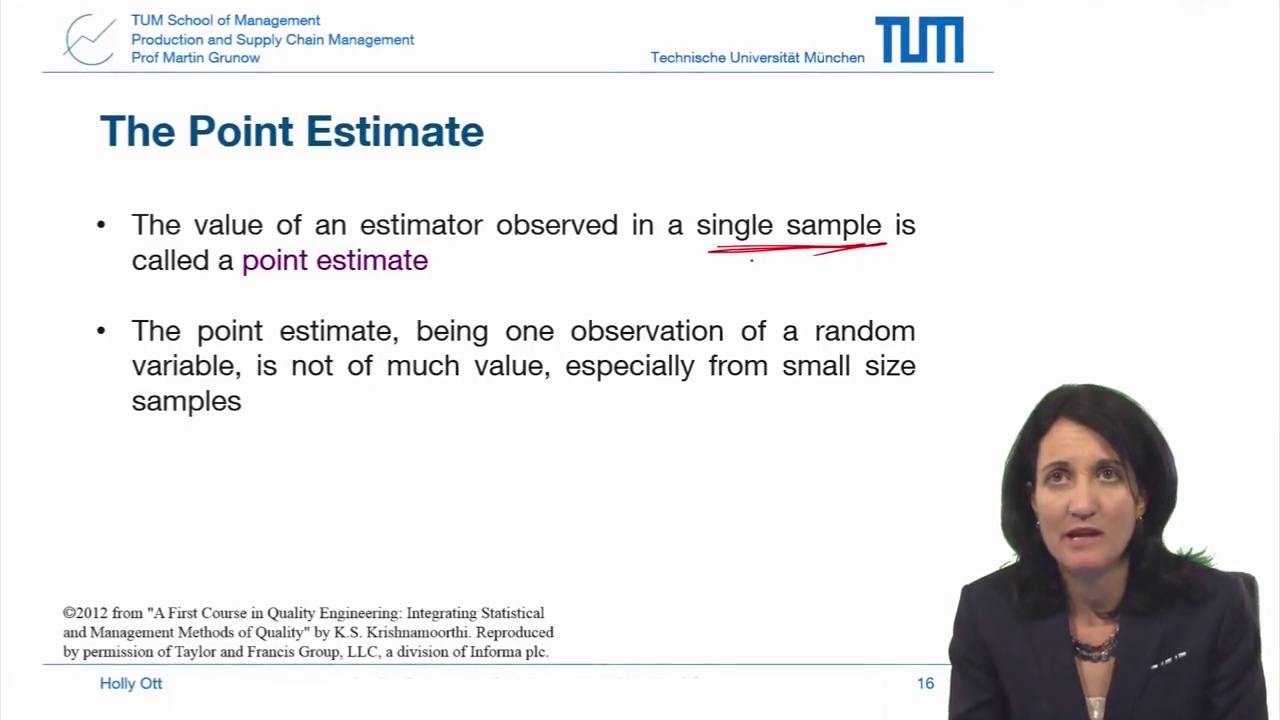 TUM School of Management
Production and Supply Chain Management
Prof Martin Grunow
Technische Universität München
TUM
The Point Estimate
• The value of an estimator observed in a single sample is
called a point estimate
• The point estimate, being one observation of a random
variable, is not of much value, especially from small size
samples
©2012 from "A First Course in Quality Engineering: Integrating Statistical
and Management Methods of Quality" by K.S. Krishnamoorthi. Reproduced
by permission of Taylor and Francis Group, LLC, a division of Informa plc.
Holly Ott
16